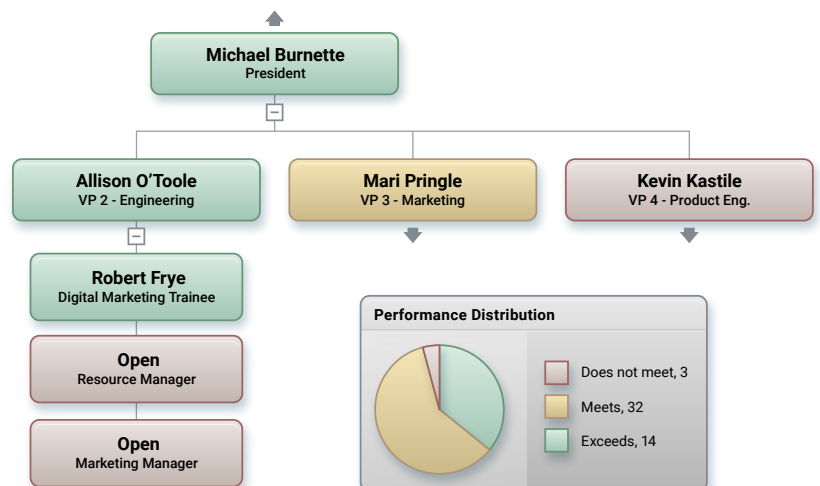 Michael Burnette
President
Allison O’Toole
VP 2 - Engineering
Mari Pringle
VP 3 - Marketing
Kevin Kastile
VP 4 - Product Eng.
Robert Frye
Digital Marketing Trainee
Open
Resource Manager
Open
Marketing Manager
Performance Distribution
Does not meet, 3
Meets, 32
Exceeds, 14